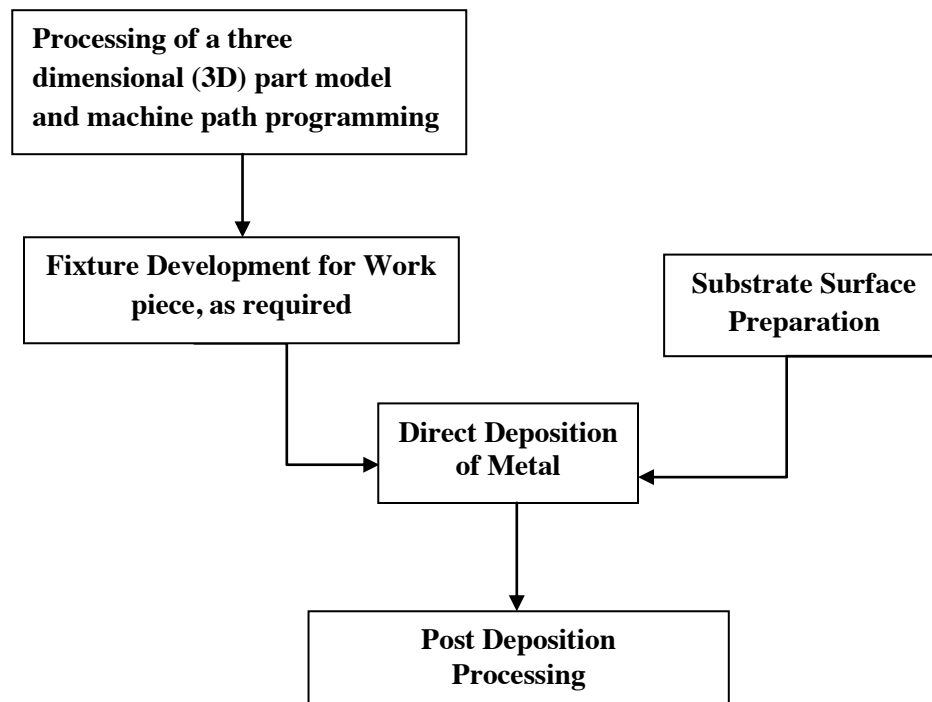 Processing of a three
dimensional (3D) part model
and machine path programming
Fixture Development for Work
piece, as required
Substrate Surface
Preparation
Direct Deposition
of Metal
Post Deposition
Processing